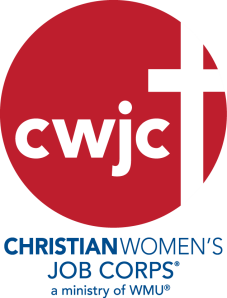 cwjc
CHRISTIANWOMEN'S
JOB CORPS®
a ministry of WMU®